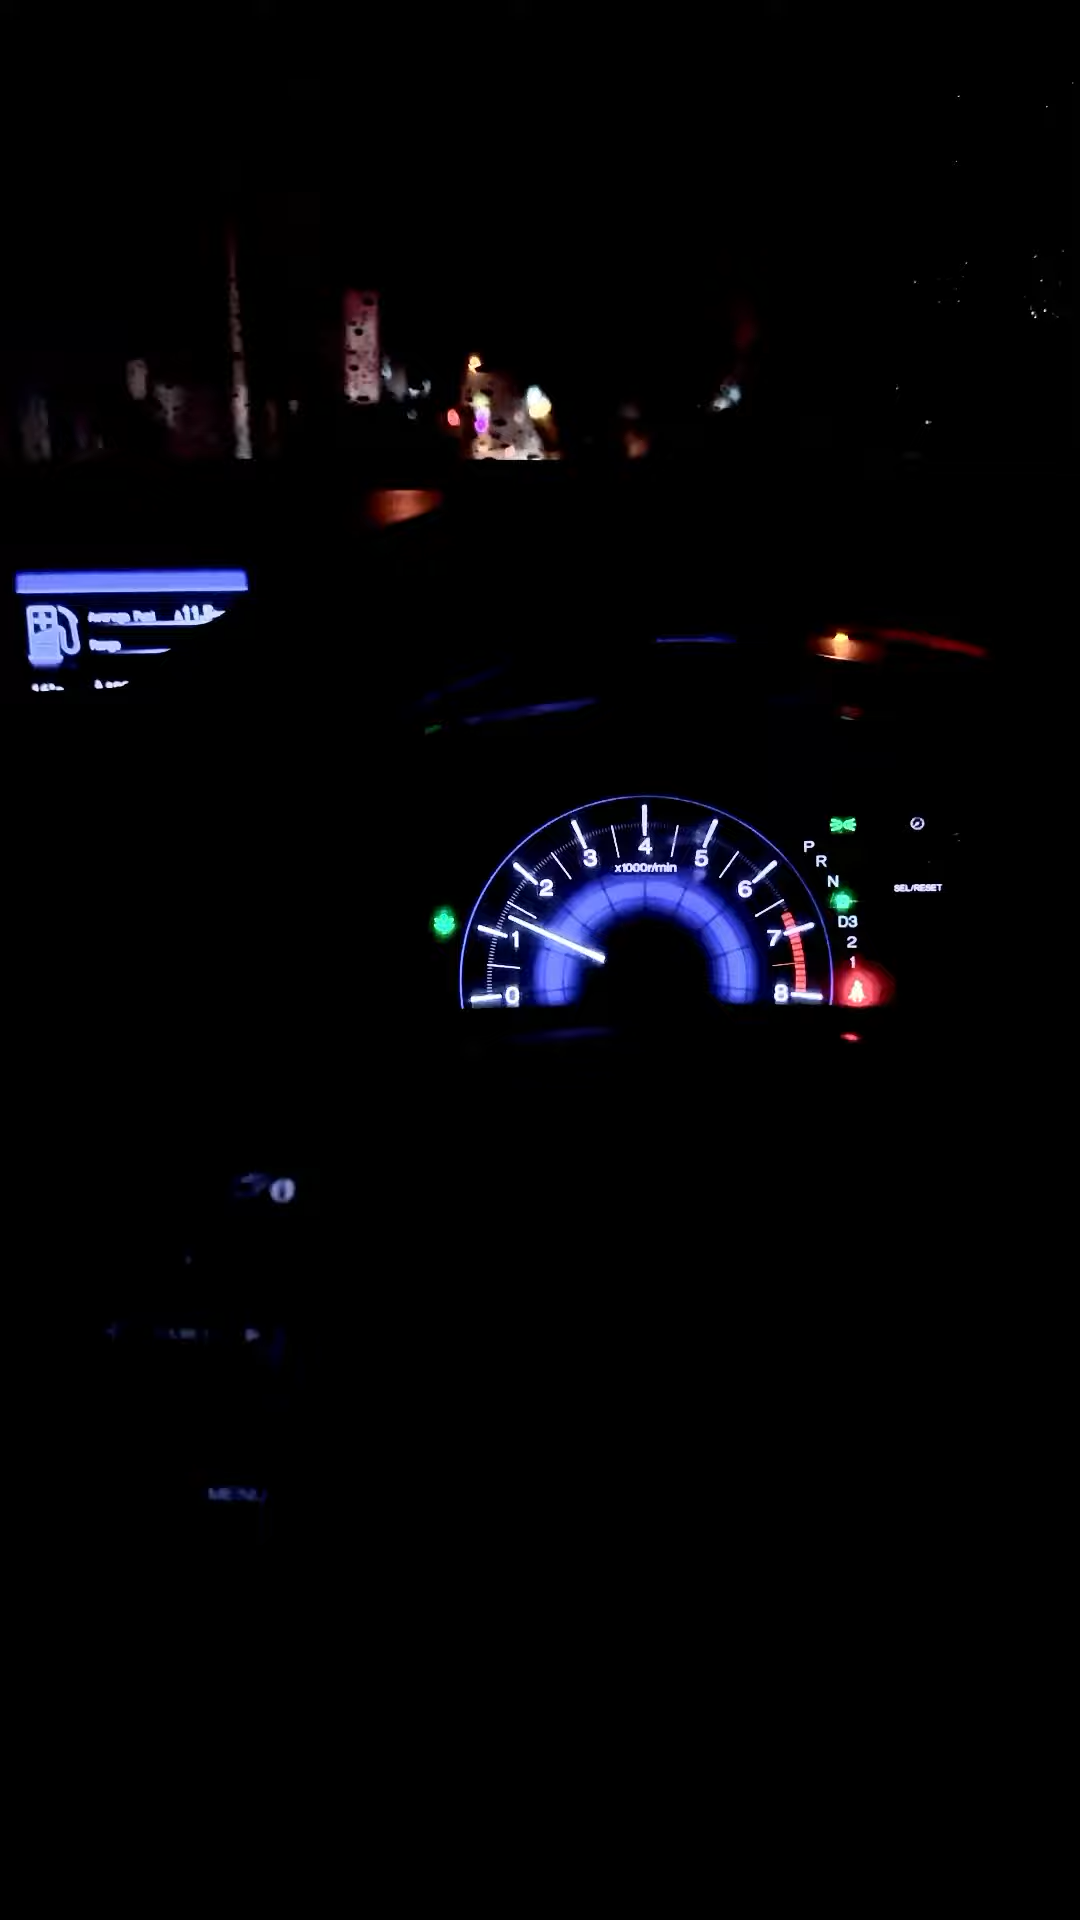 Average Fuel
Range
4
3
5
x1000r/min
2
6
1
7
0
8
P
R
N
D3
2
1
SEL/RESET
MENU